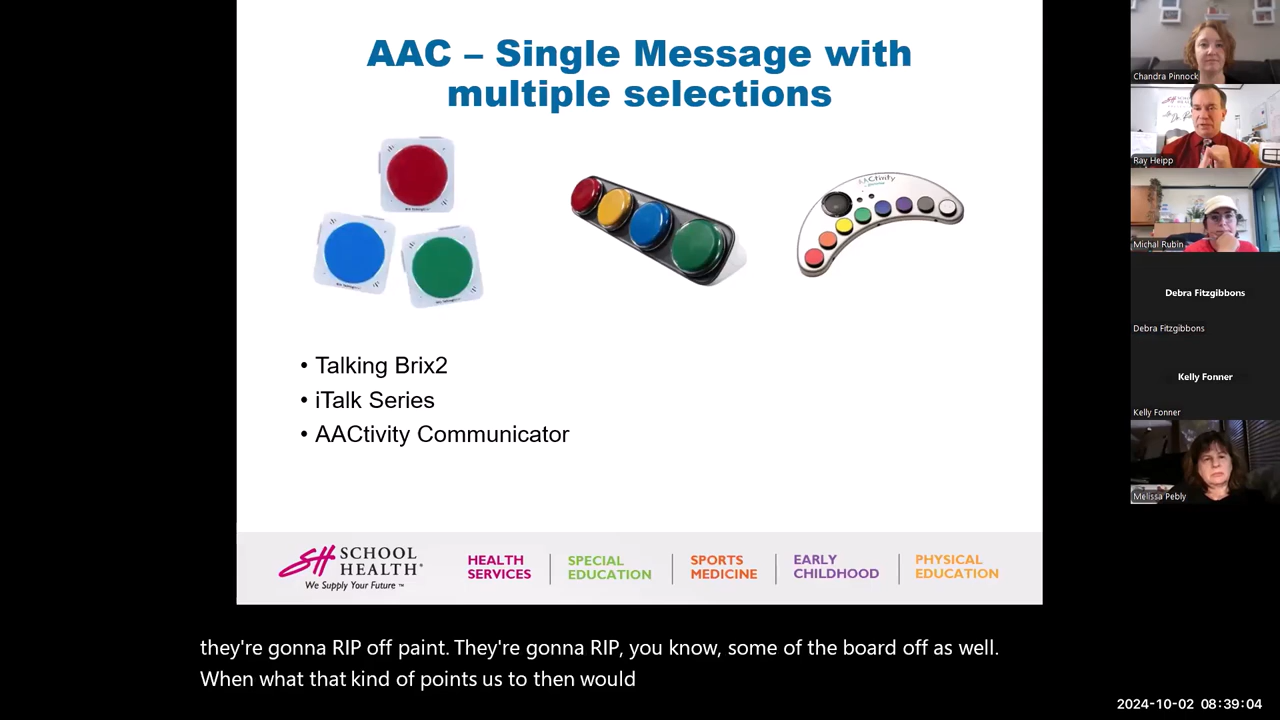 AAC – Single Message with
multiple selections
AACtivity
• Talking Brix2
• iTalk Series
• AACtivity Communicator
SH SCHOOL
HEALTH®
We Supply Your Future ™
HEALTH
SERVICES
SPECIAL
EDUCATION
SPORTS
MEDICINE
EARLY
CHILDHOOD
PHYSICAL
EDUCATION
Chandra Pinnock
Ray Heipp
Michal Rubin
Debra Fitzgibbons
Debra Fitzgibbons
Kelly Fonner
Kelly Fonner
Melissa Pebly
they're gonna RIP off paint. They're gonna RIP, you know, some of the board off as well.
When what that kind of points us to then would
2024-10-02 08:39:04